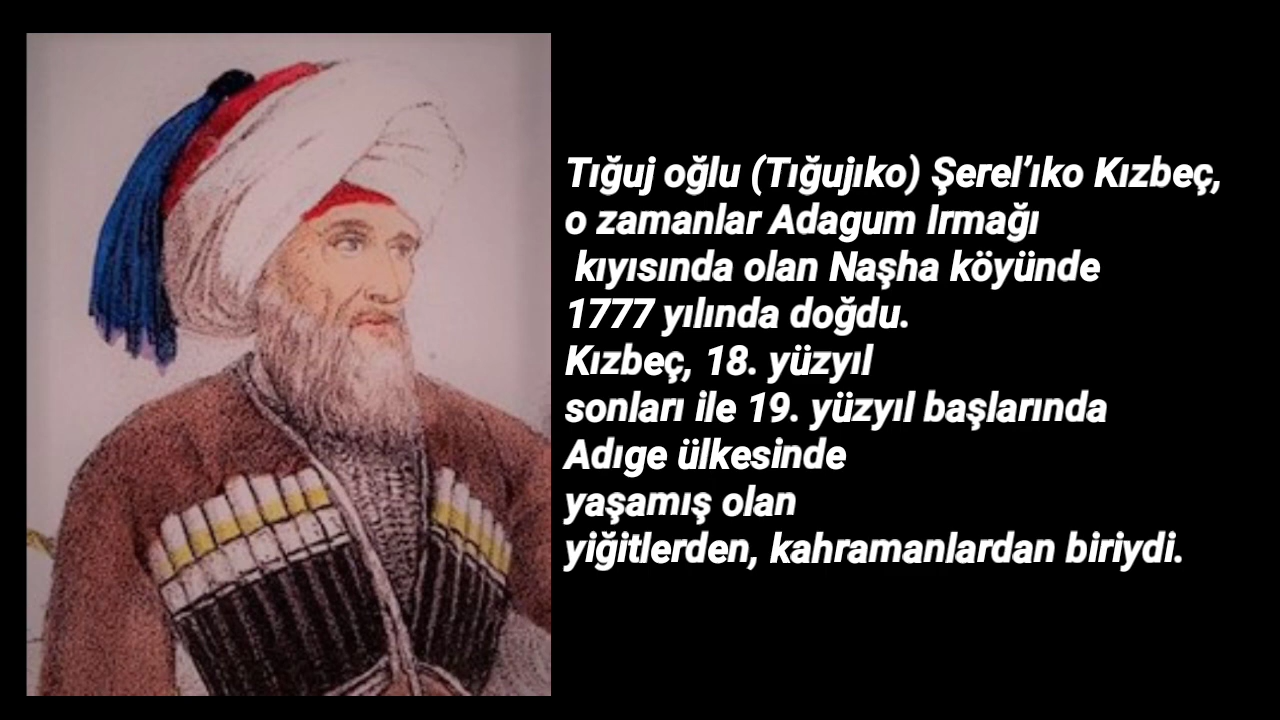 Tığuj oğlu (Tığujıko) Şerel’ıko Kızbeç,
o zamanlar Adagum Irmağı
kıyısında olan Naşha köyünde
1777 yılında doğdu.
Kızbeç, 18. yüzyıl
sonları ile 19. yüzyıl başlarında
Adıge ülkesinde
yaşamış olan
yiğitlerden, kahramanlardan biriydi.